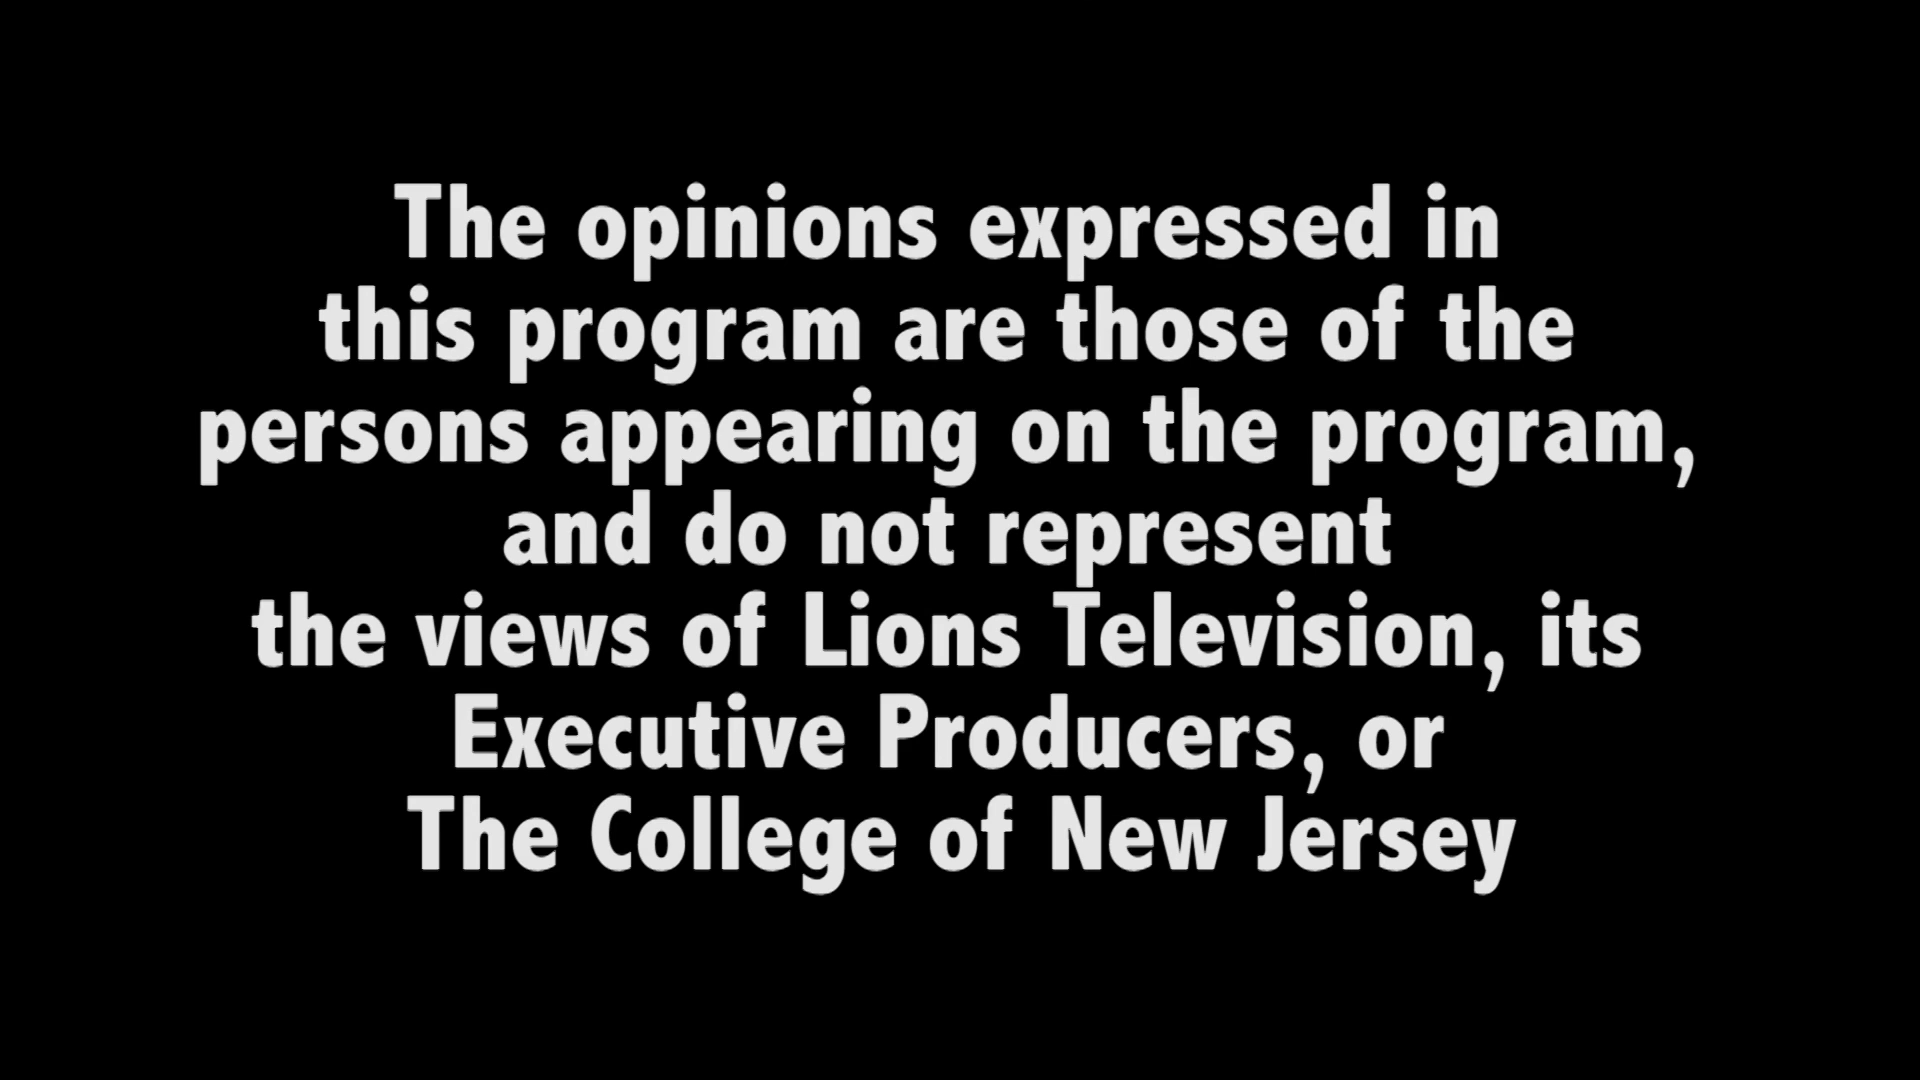 The opinions expressed in
this program are those of the
persons appearing on the program,
and do not represent
the views of Lions Television, its
Executive Producers, or
The College of New Jersey